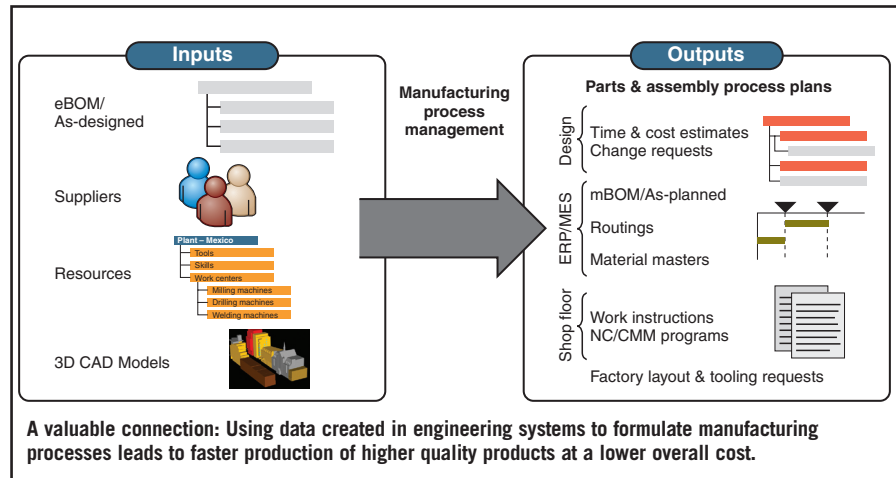 Inputs
eBOM/
As-designed
Suppliers
Plant – Mexico
Tools
Skills
Work centers
Milling machines
Drilling machines
Welding machines
Resources
3D CAD Models
Manufacturing
process
management
Outputs
Parts & assembly process plans
Design
Time & cost estimates
Change requests
ERP/MES
mBOM/As-planned
Routings
Material masters
Shop floor
Work instructions
NC/CMM programs
Factory layout & tooling requests
A valuable connection: Using data created in engineering systems to formulate manufacturing
processes leads to faster production of higher quality products at a lower overall cost.